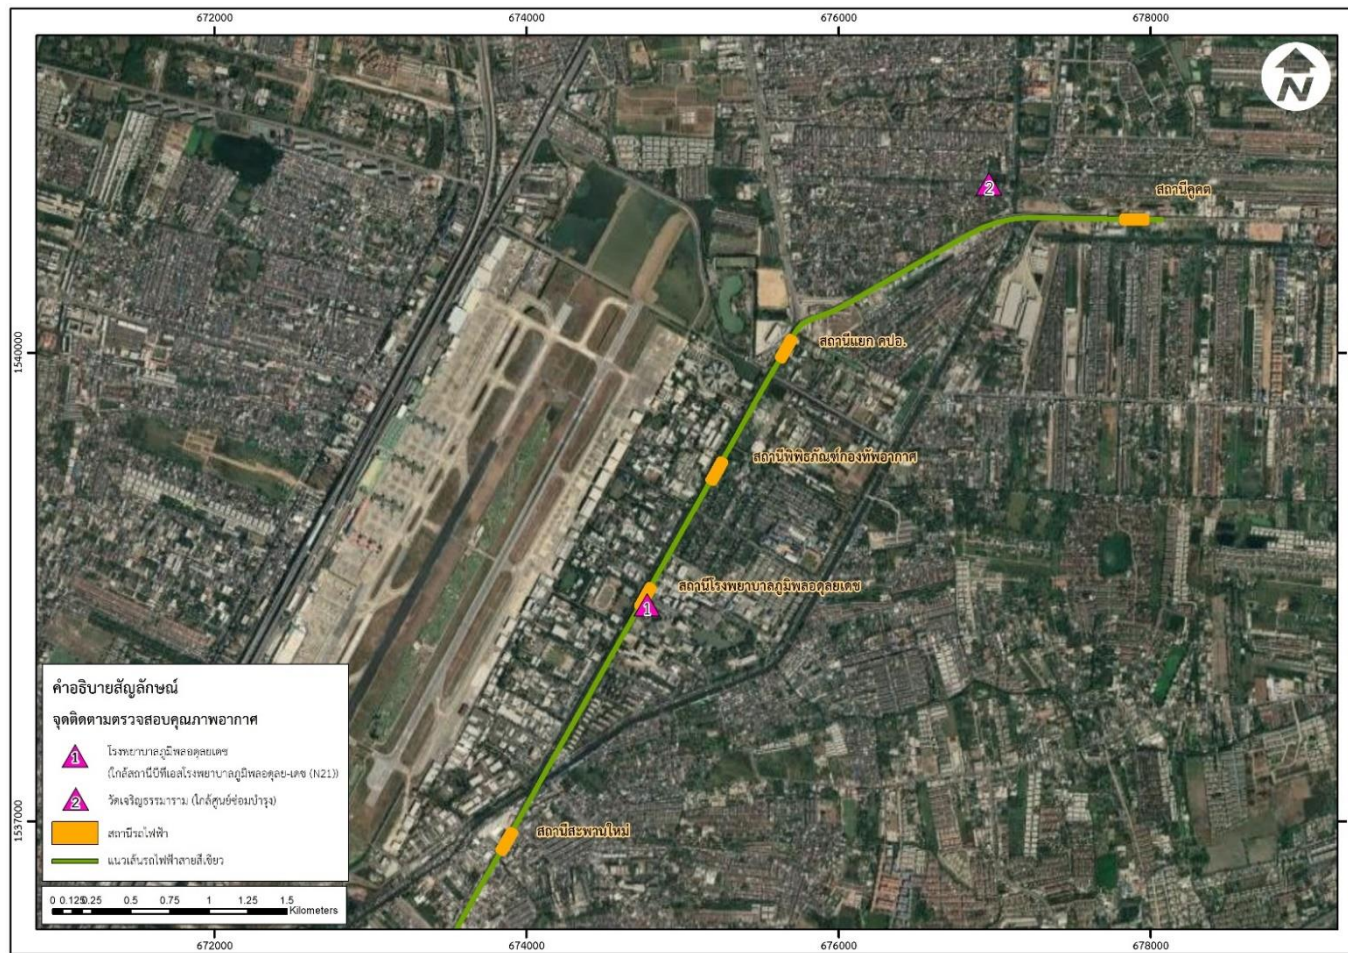 672000
674000
676000
678000
N
2
สถานีคูคต
1540000
สถานีแยก คปอ.
สถานีพิพิธภัณฑ์กองทัพอากาศ
สถานีโรงพยาบาลภูมิพลอดุลยเดช
1
คำอธิบายสัญลักษณ์
จุดติดตามตรวจสอบคุณภาพอากาศ
1 โรงพยาบาลภูมิพลอดุลยเดช
(ใกล้สถานีบีทีเอสโรงพยาบาลภูมิพลอดุล-เดช (N21))
2 วัดเจริญธรรมาราม (ใกล้ศูนย์ซ่อมบำรุง)
สถานีรถไฟฟ้า
แนวเส้นรถไฟฟ้าสายสีเขียว
1537000
สถานีสะพานใหม่
0 0.125 0.25 0.5 0.75 1 1.25 1.5
Kilometers
672000
674000
676000
678000